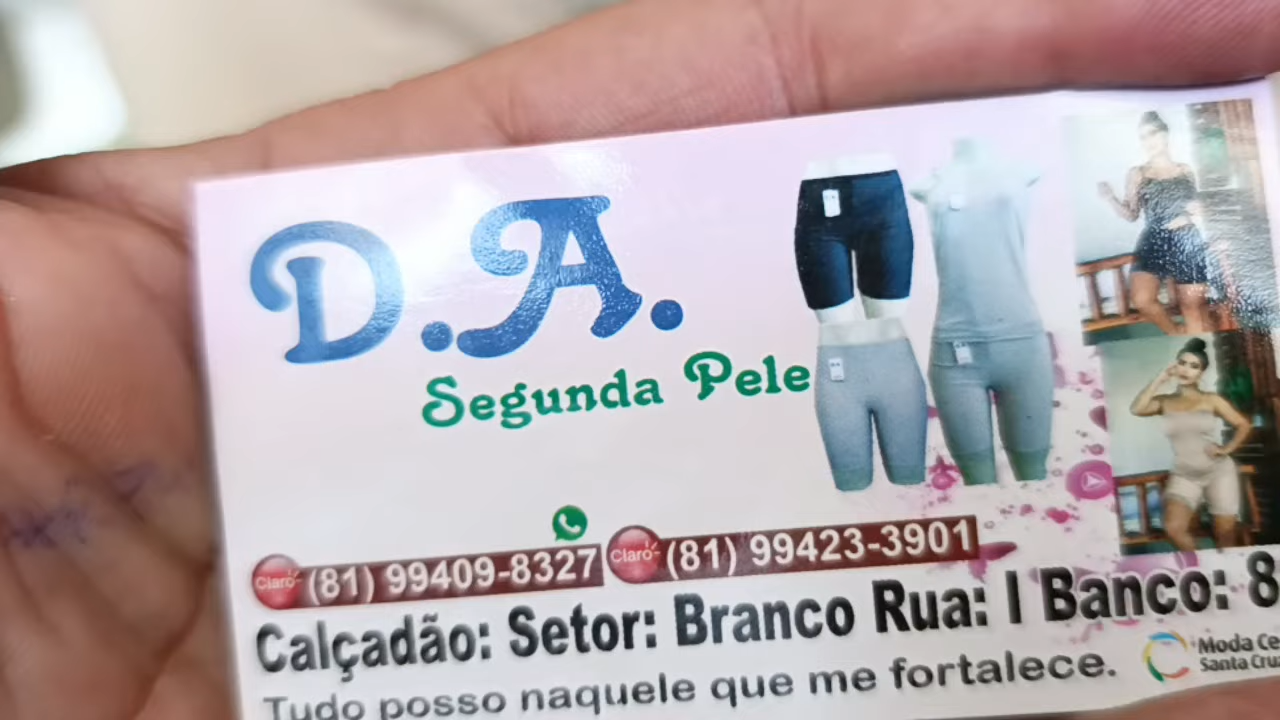 D.A.
Segunda Pele
Claro (81) 99409-8327 Claro (81) 99423-3901
Calçadão: Setor: Branco Rua: I Banco: 8
Moda Ce
Santa Cruz
Tudo posso naquele que me fortalece.